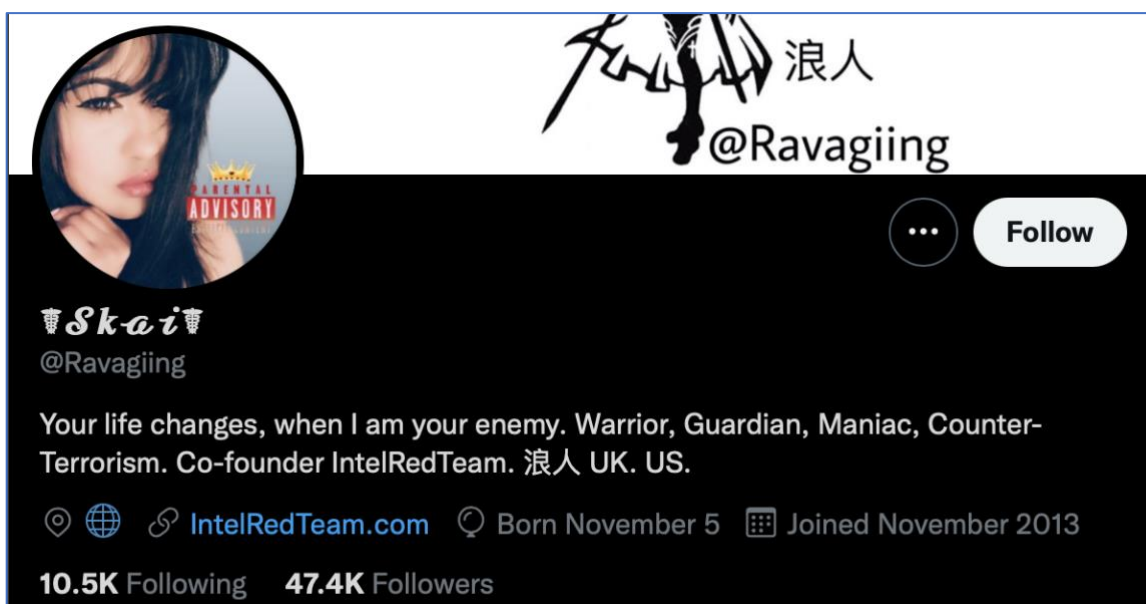 浪人
@Ravagiing
PARENTAL
ADVISORY
Follow
Skai
@Ravagiing
Your life changes, when I am your enemy. Warrior, Guardian, Maniac, Counter-
Terrorism. Co-founder IntelRedTeam. 浪人 UK. US.
IntelRedTeam.com Born November 5 Joined November 2013
10.5K Following 47.4K Followers